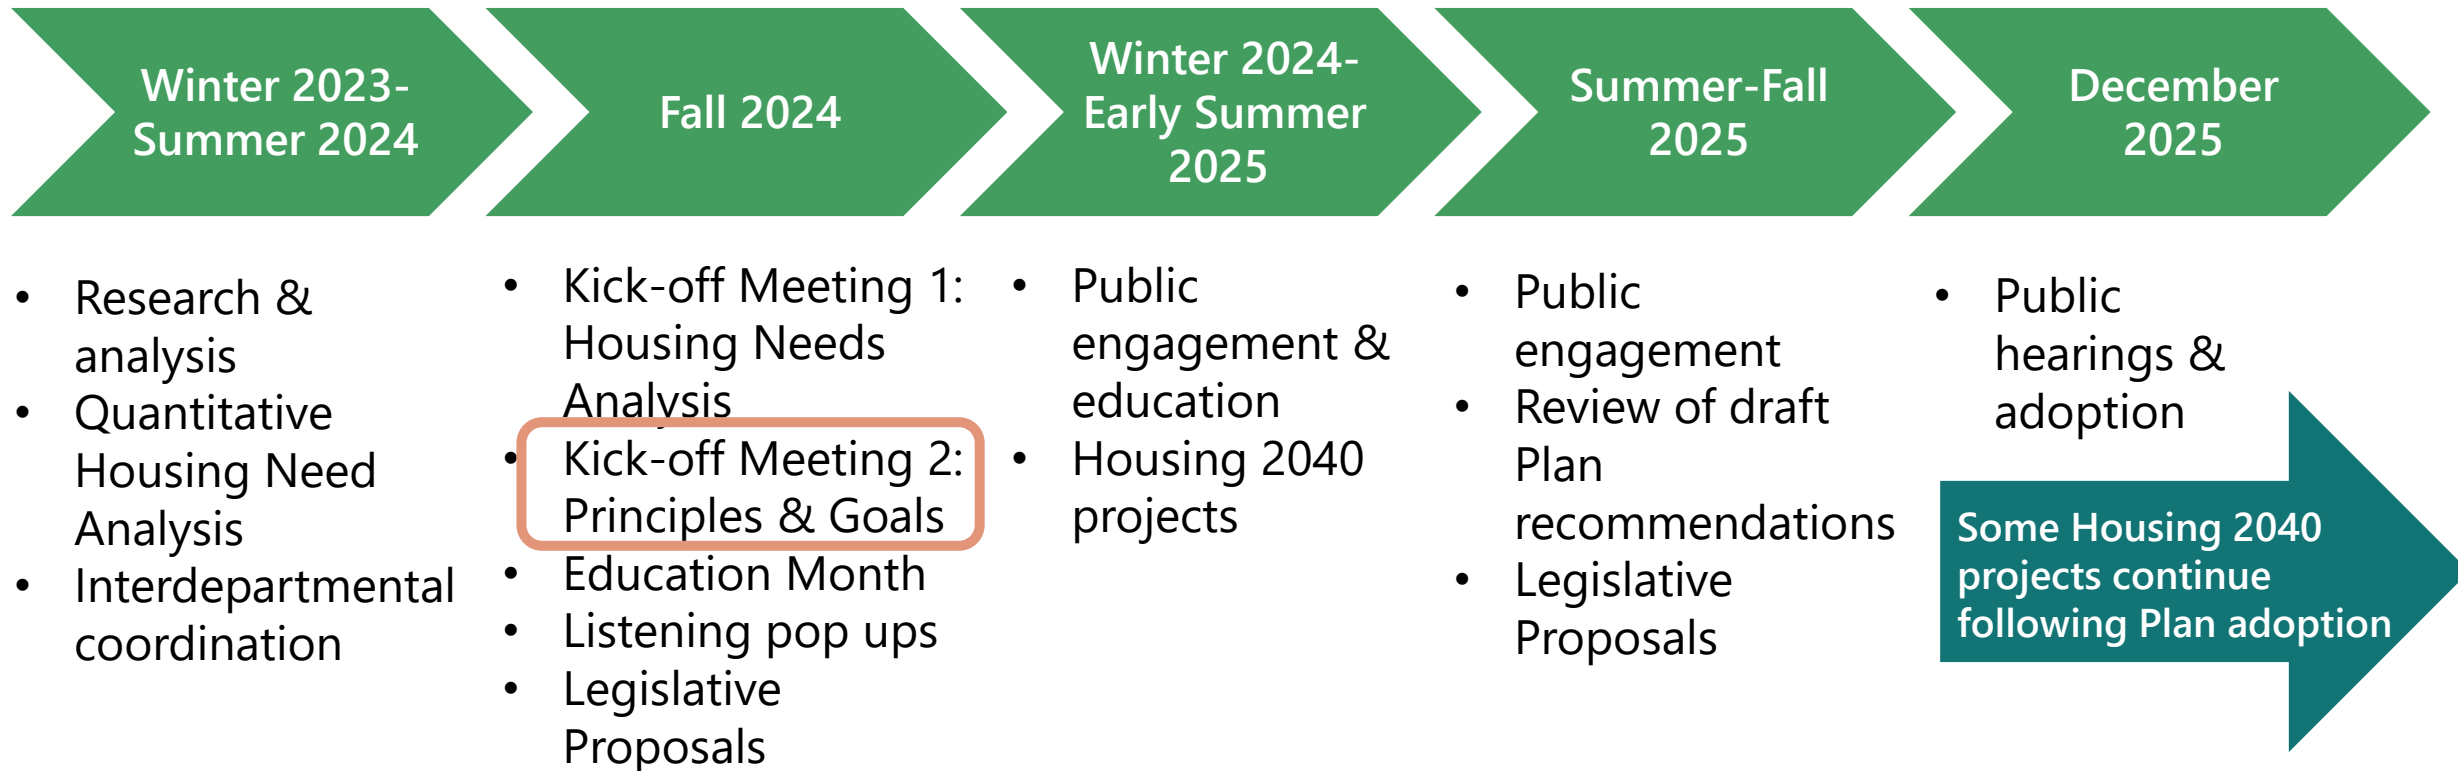 Winter 2023-
Summer 2024
Fall 2024
Winter 2024-
Early Summer
2025
Summer-Fall
2025
December
2025
• Research &
analysis
• Quantitative
Housing Need
Analysis
• Interdepartmental
coordination
• Kick-off Meeting 1:
Housing Needs
Analysis
• Kick-off Meeting 2:
Principles & Goals
• Education Month
• Listening pop ups
• Legislative
Proposals
• Public
engagement &
education
• Housing 2040
projects
• Public
engagement
• Review of draft
Plan
recommendations
• Legislative
Proposals
• Public
hearings &
adoption
Some Housing 2040
projects continue
following Plan adoption